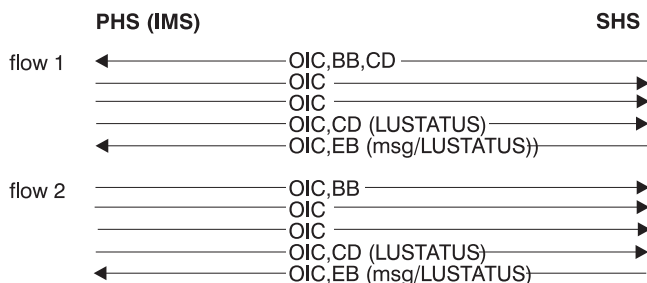 PHS (IMS) SHS
flow 1 OIC,BB,CD
OIC
OIC
OIC,CD (LUSTATUS)
OIC,EB (msg/LUSTATUS))
flow 2 OIC,BB
OIC
OIC
OIC,CD (LUSTATUS)
OIC,EB (msg/LUSTATUS)